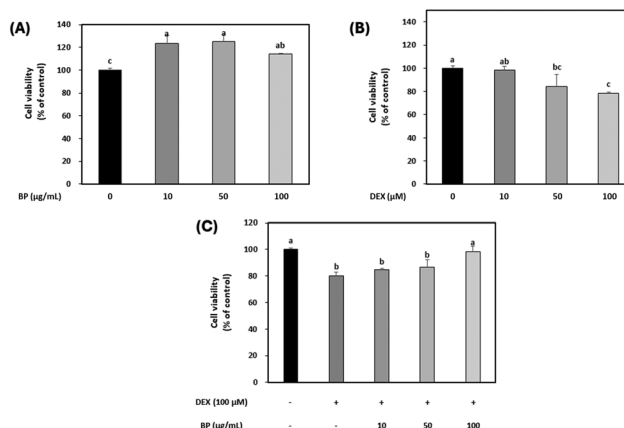 (A)
Cell viability
(% of control)
140
120
100
80
60
40
20
0
c
a
a
ab
BP (µg/mL) 0 10 50 100
(B)
Cell viability
(% of control)
140
120
100
80
60
40
20
0
a
ab
bc
c
DEX (µM) 0 10 50 100
(C)
Cell viability
(% of control)
120
100
80
60
40
20
0
a
b
b
b
a
DEX (100 µM) - + + + +
BP (µg/mL) - - 10 50 100